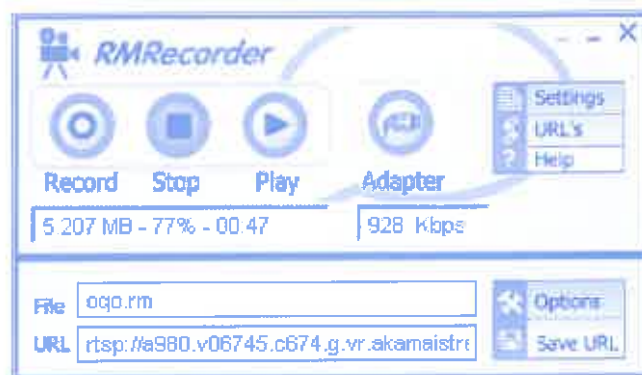 RMRecorder
Settings
URL's
Help
Record Stop Play Adapter
5.207 MB - 77% - 00:47 928 Kbps
File oqo.rm Options
URL rtsp://a980.v06745.c674.g.vr.akamaistre Save URL